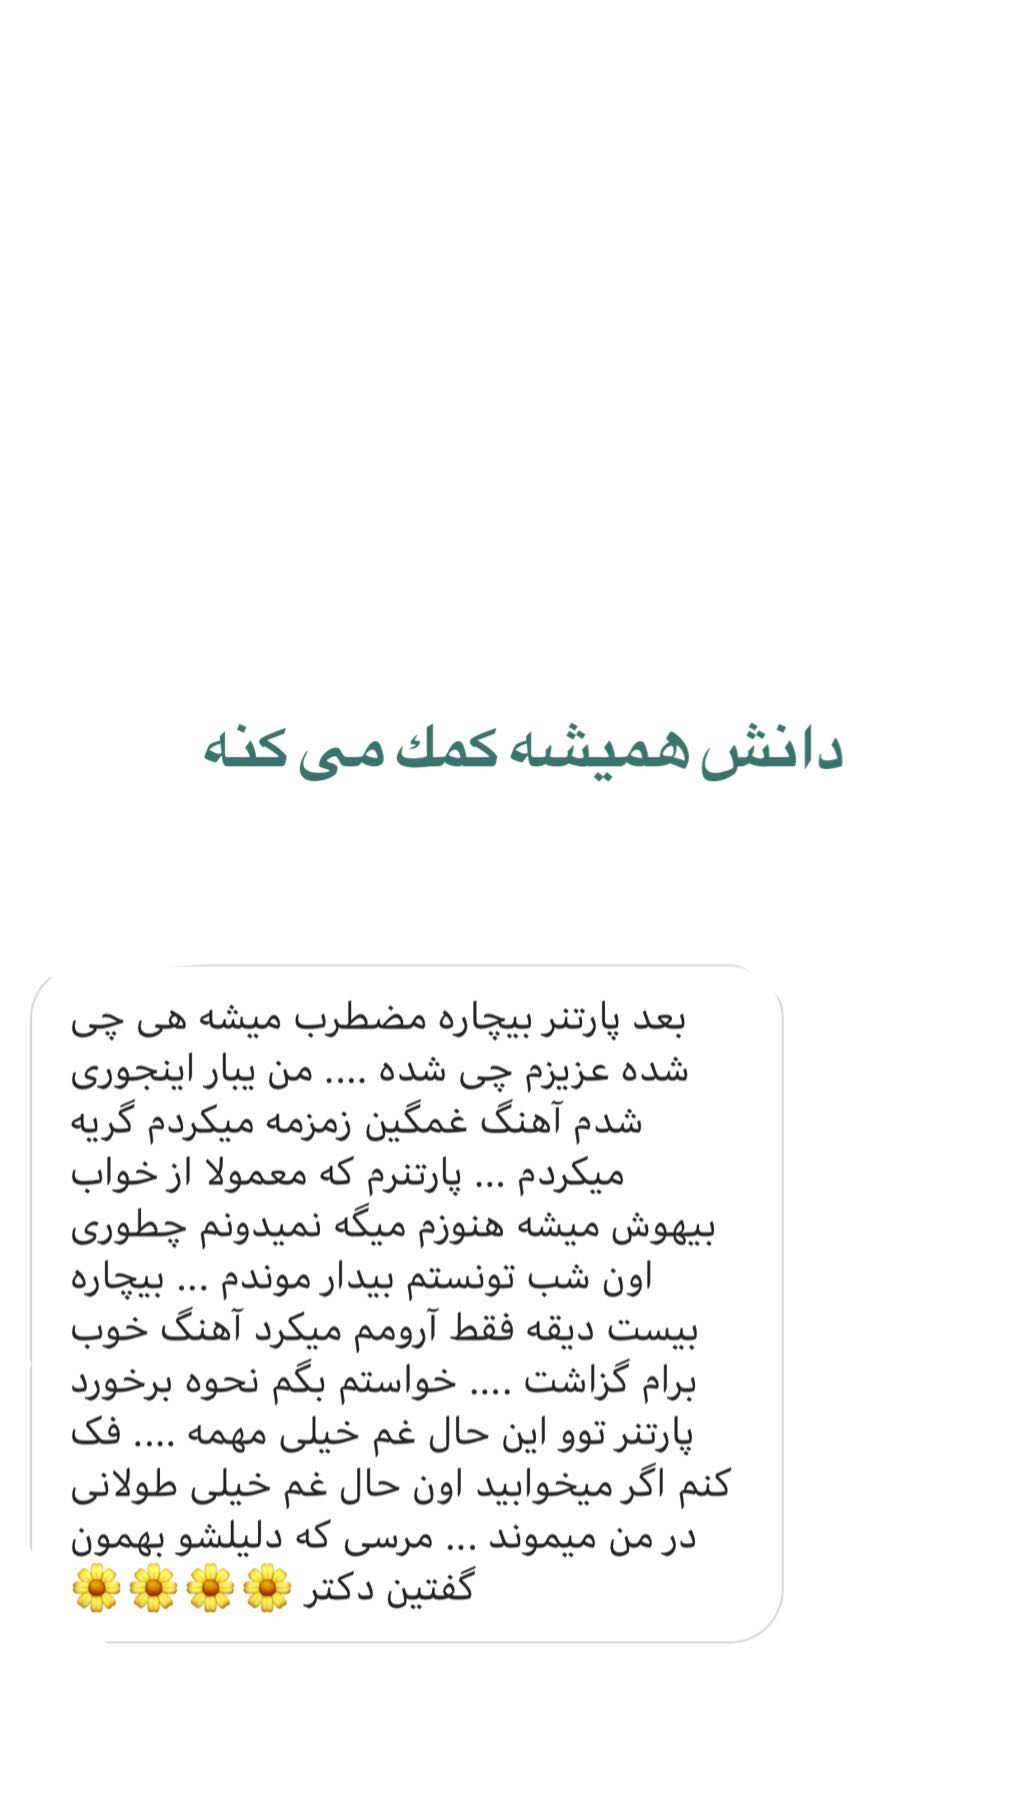 دانش همیشه كمك می كنه
بعد پارتنر بیچاره مضطرب میشه هی چی
شده عزیزم چی شده .... من یبار اینجوری
شدم آهنگ غمگین زمزمه میکردم گریه
میکردم ... پارتنرم که معمولا از خواب
بیهوش میشه هنوزم میگه نمیدونم چطوری
اون شب تونستم بیدار موندم ... بیچاره
بیست دیقه فقط آرومم میکرد آهنگ خوب
برام گزاشت .... خواستم بگم نحوه برخورد
پارتنر توو این حال غم خیلی مهمه .... فک
کنم اگر میخوابید اون حال غم خیلی طولانی
در من میموند ... مرسی که دلیلشو بهمون
گفتین دکتر 🌼🌼🌼🌼